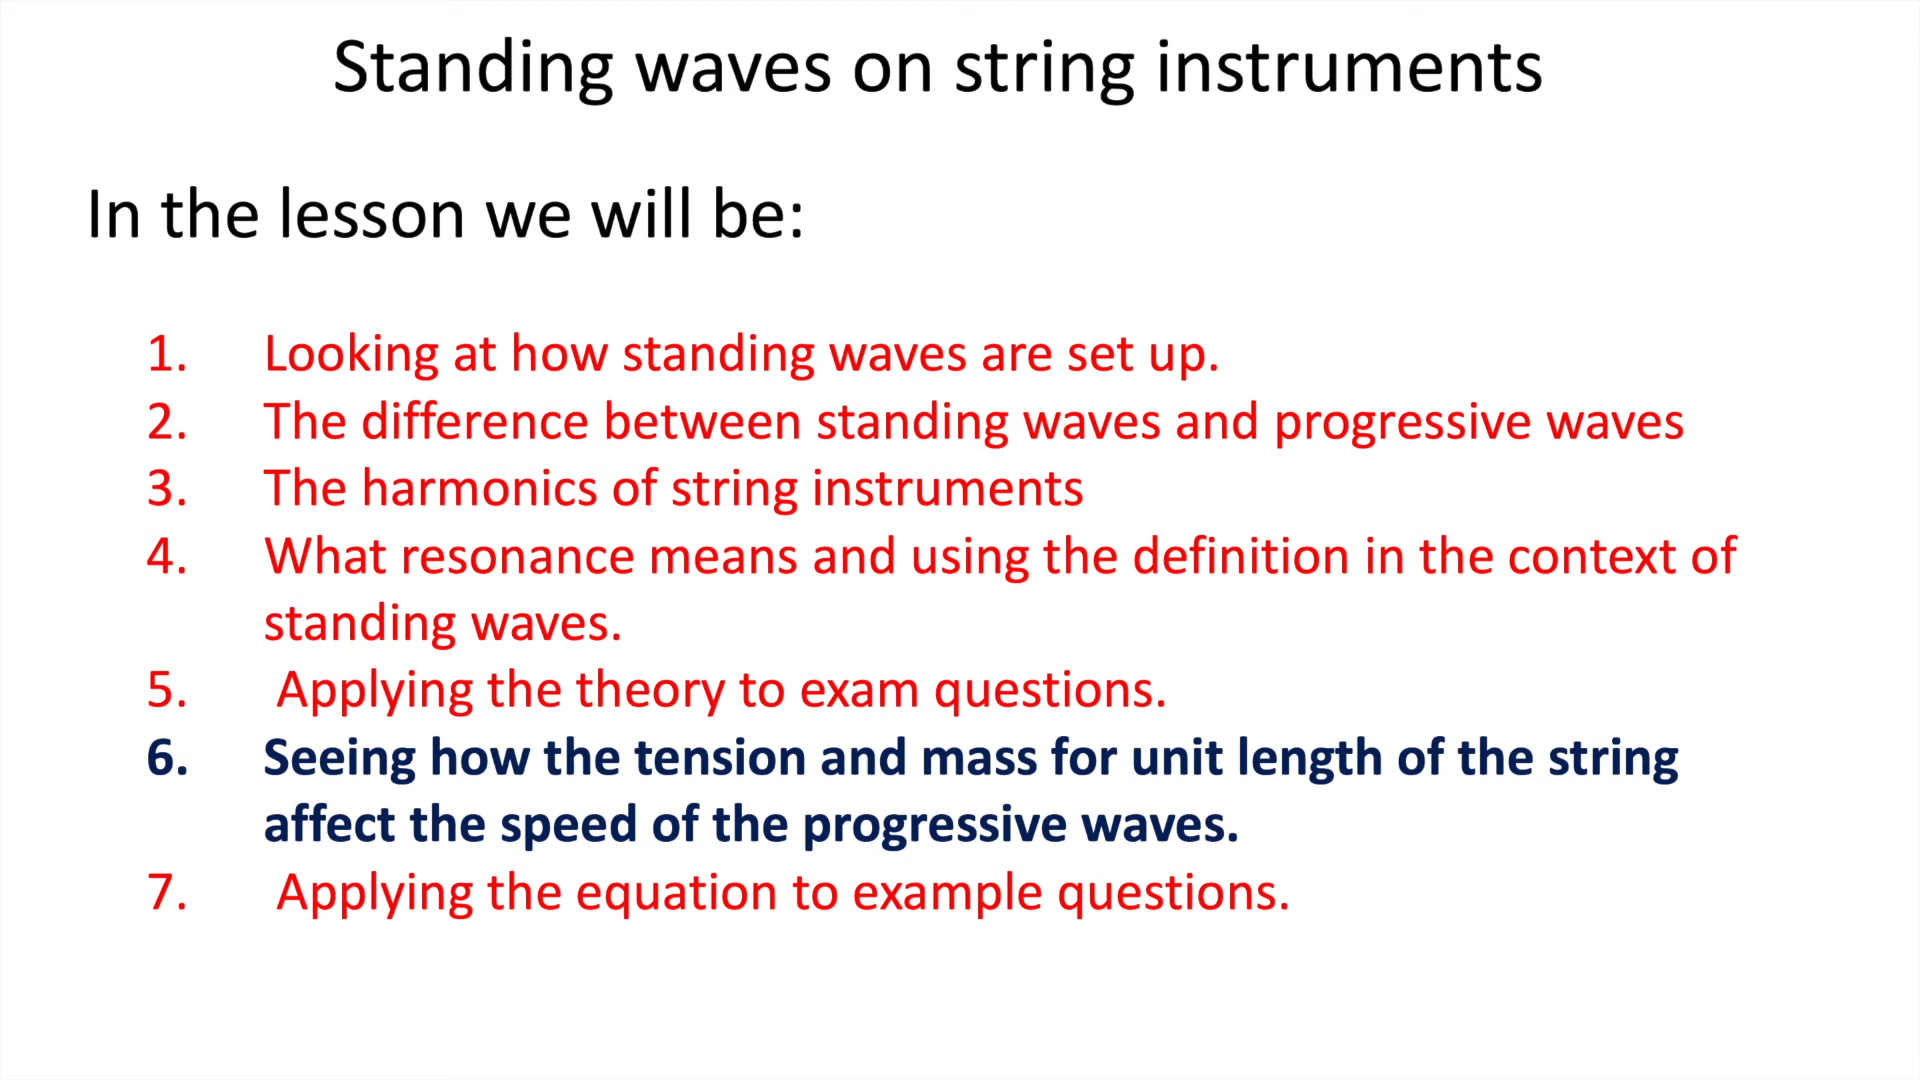 Standing waves on string instruments
In the lesson we will be:
1. Looking at how standing waves are set up.
2. The difference between standing waves and progressive waves
3. The harmonics of string instruments
4. What resonance means and using the definition in the context of
standing waves.
5. Applying the theory to exam questions.
6. Seeing how the tension and mass for unit length of the string
affect the speed of the progressive waves.
7. Applying the equation to example questions.